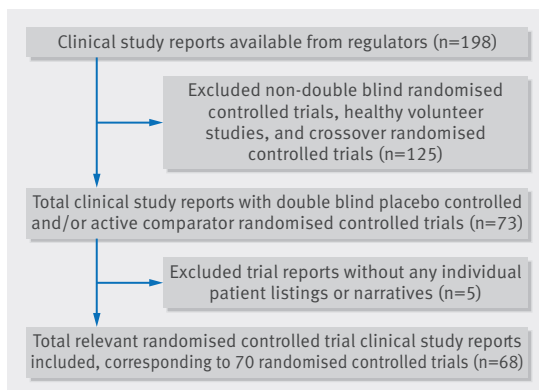 Clinical study reports available from regulators (n=198)
Excluded non-double blind randomised
controlled trials, healthy volunteer
studies, and crossover randomised
controlled trials (n=125)
Total clinical study reports with double blind placebo controlled
and/or active comparator randomised controlled trials (n=73)
Excluded trial reports without any individual
patient listings or narratives (n=5)
Total relevant randomised controlled trial clinical study reports
included, corresponding to 70 randomised controlled trials (n=68)